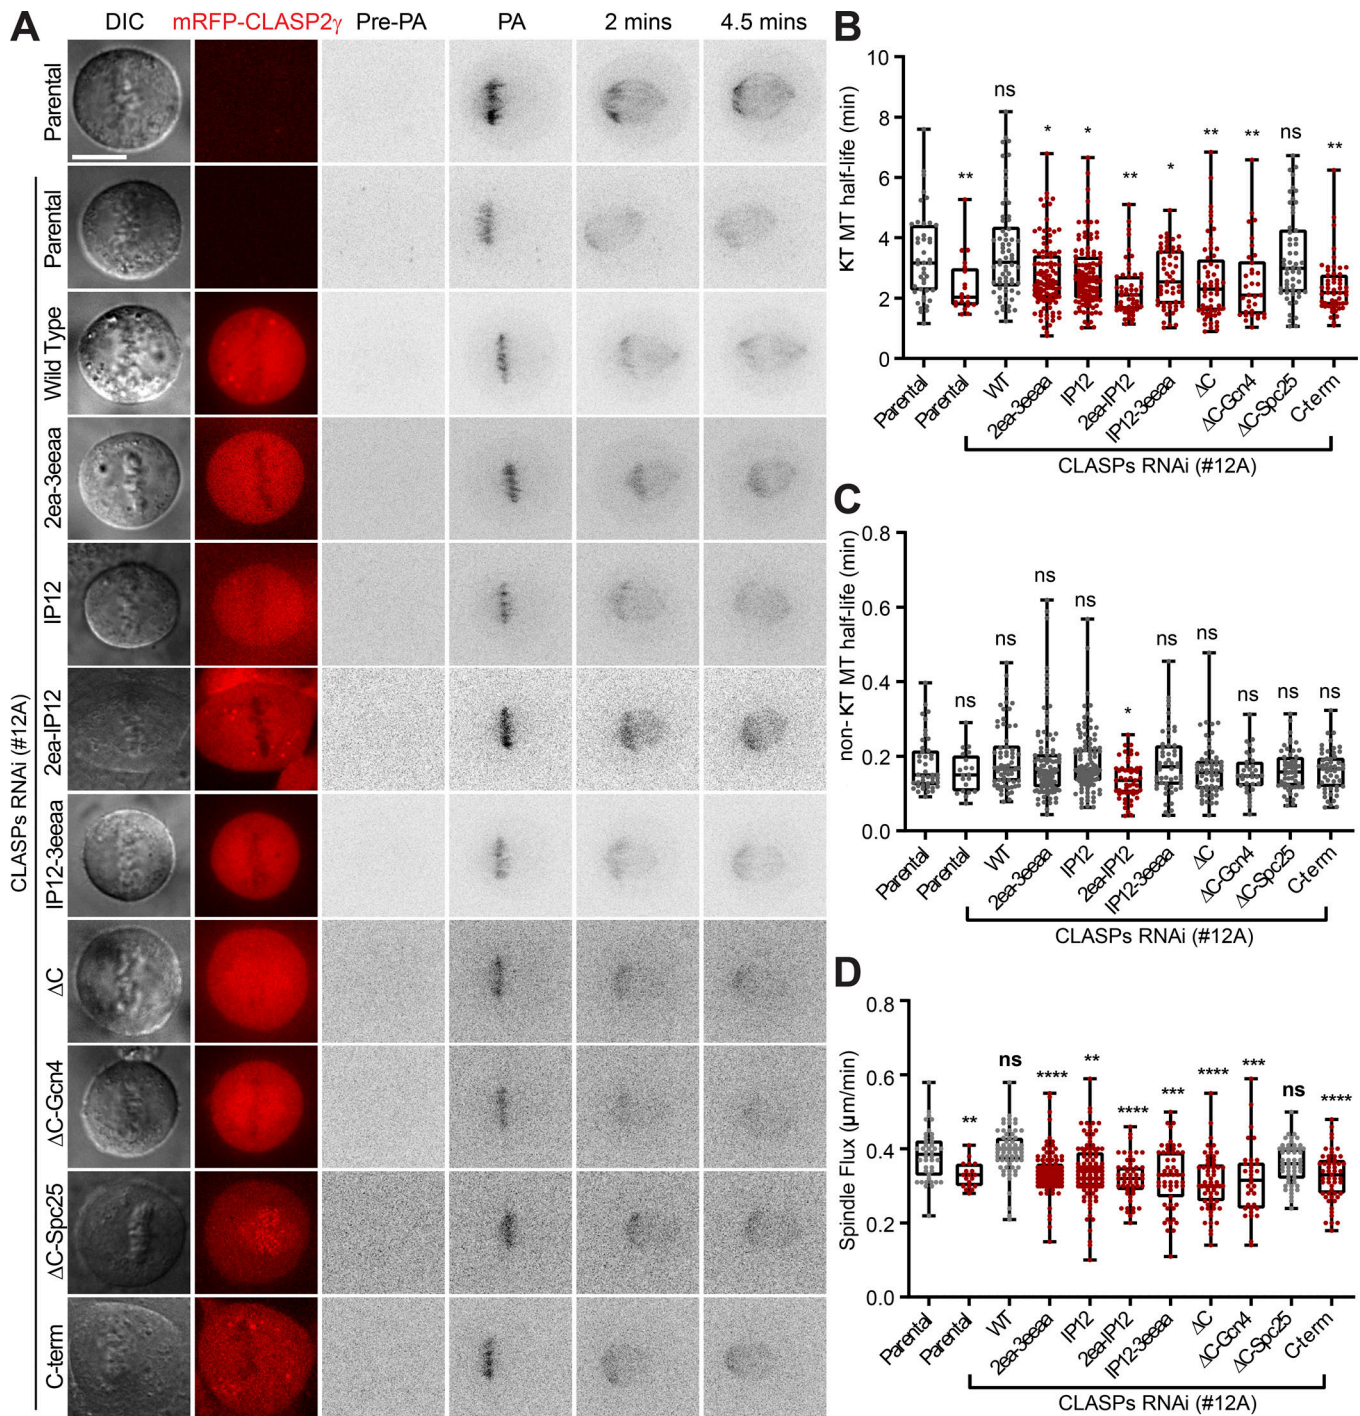 A
DIC mRFP-CLASP2γ Pre-PA PA 2 mins 4.5 mins
Parental
Parental
Wild Type
2ea-3eeaa
IP12
2ea-IP12
IP12-3eeaa
ΔC
ΔC-Gcn4
ΔC-Spc25
C-term
CLASPs RNAi (#12A)
B
KT MT half-life (min)
10
8
6
4
2
0
ns
**
*
*
**
*
**
**
ns
**
Parental Parental WT 2ea-3eeaa IP12 2ea-IP12 IP12-3eeaa ΔC ΔC-Gcn4 ΔC-Spc25 C-term
CLASPs RNAi (#12A)
C
non- KT MT half-life (min)
0.8
0.6
0.4
0.2
0.0
ns
ns
ns
ns
*
ns
ns
ns
ns
ns
Parental Parental WT 2ea-3eeaa IP12 2ea-IP12 IP12-3eeaa ΔC ΔC-Gcn4 ΔC-Spc25 C-term
CLASPs RNAi (#12A)
D
Spindle Flux (µm/min)
0.8
0.6
0.4
0.2
0.0
**
ns
****
**
****
***
****
***
ns
****
Parental Parental WT 2ea-3eeaa IP12 2ea-IP12 IP12-3eeaa ΔC ΔC-Gcn4 ΔC-Spc25 C-term
CLASPs RNAi (#12A)